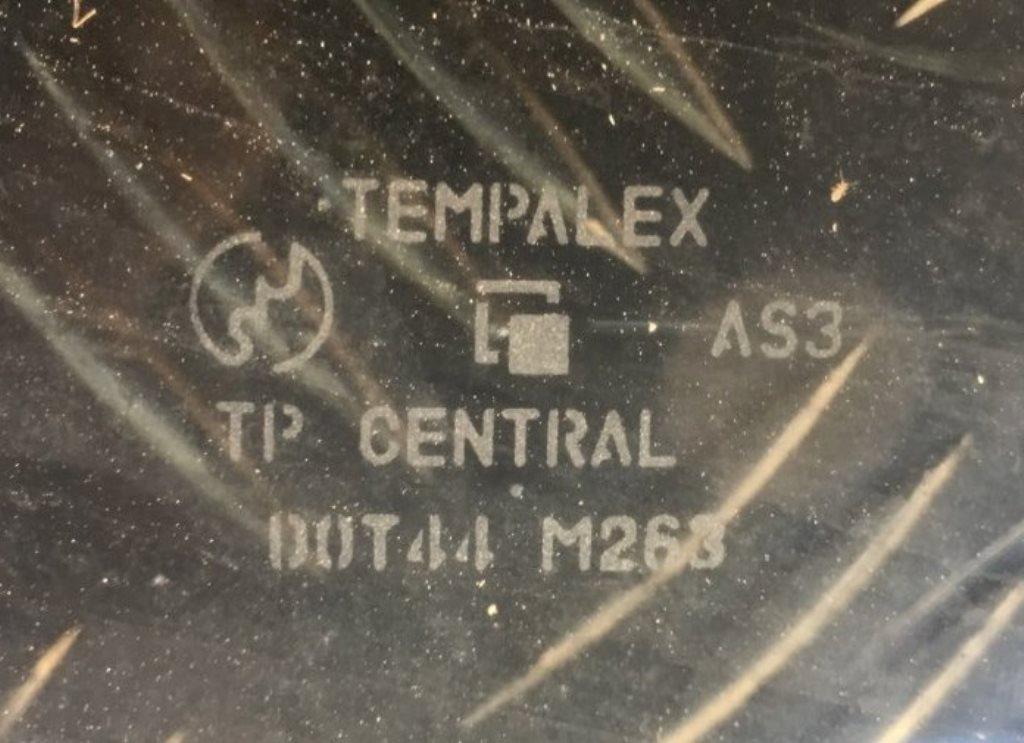 TEMPALEX
AS3
TP CENTRAL
DOT44 M263